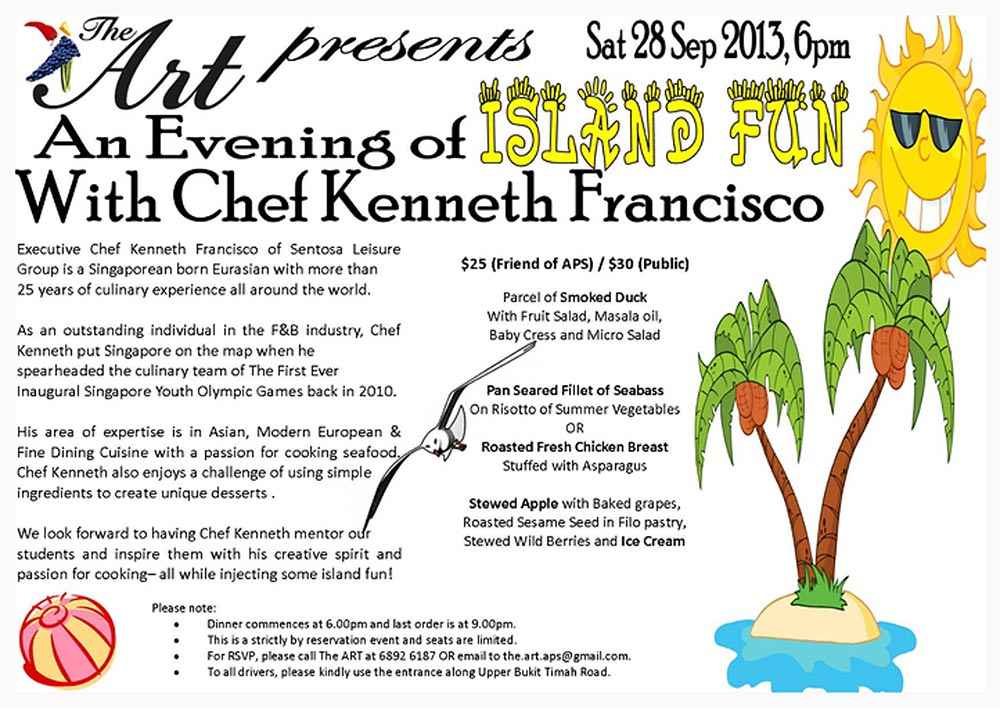 The Art presents
Sat 28 Sep 2013, 6pm
An Evening of ISLAND FUN
With Chef Kenneth Francisco
Executive Chef Kenneth Francisco of Sentosa Leisure
Group is a Singaporean born Eurasian with more than
25 years of culinary experience all around the world.
As an outstanding individual in the F&B industry, Chef
Kenneth put Singapore on the map when he
spearheaded the culinary team of The First Ever
Inaugural Singapore Youth Olympic Games back in 2010.
His area of expertise is in Asian, Modern European &
Fine Dining Cuisine with a passion for cooking seafood.
Chef Kenneth also enjoys a challenge of using simple
ingredients to create unique desserts .
We look forward to having Chef Kenneth mentor our
students and inspire them with his creative spirit and
passion for cooking– all while injecting some island fun!
$25 (Friend of APS) / $30 (Public)
Parcel of Smoked Duck
With Fruit Salad, Masala oil,
Baby Cress and Micro Salad
Pan Seared Fillet of Seabass
On Risotto of Summer Vegetables
OR
Roasted Fresh Chicken Breast
Stuffed with Asparagus
Stewed Apple with Baked grapes,
Roasted Sesame Seed in Filo pastry,
Stewed Wild Berries and Ice Cream
Please note:
• Dinner commences at 6.00pm and last order is at 9.00pm.
• This is a strictly by reservation event and seats are limited.
• For RSVP, please call The ART at 6892 6187 OR email to the.art.aps@gmail.com.
• To all drivers, please kindly use the entrance along Upper Bukit Timah Road.